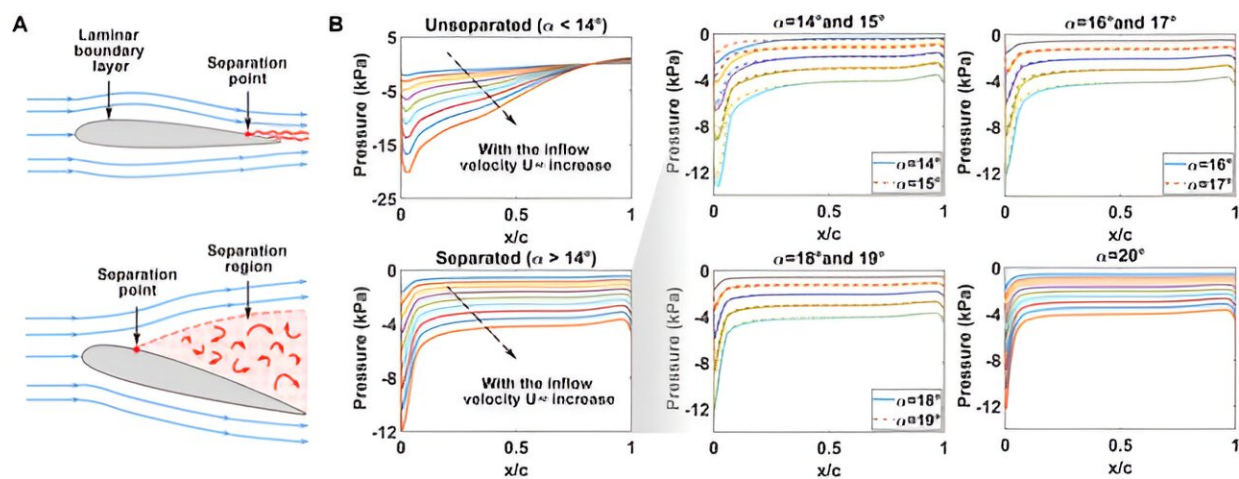 A
Laminar
boundary
layer
Separation
point
Separation
point
Separation
region
B
Unseparated (α < 14°)
Pressure (kPa)
5
-5
-15
-25
With the inflow
velocity U∞ increase
0
0.5
1
x/c
Separated (α > 14°)
Pressure (kPa)
0
-4
-8
-12
With the inflow
velocity U∞ increase
0
0.5
1
x/c
α=14° and 15°
Pressure (kPa)
0
-4
-8
-12
α=14°
α=15°
0
0.5
1
x/c
α=16° and 17°
Pressure (kPa)
0
-4
-8
-12
α=16°
α=17°
0
0.5
1
x/c
α=18° and 19°
Pressure (kPa)
0
-4
-8
-12
α=18°
α=19°
0
0.5
1
x/c
α=20°
Pressure (kPa)
0
-4
-8
-12
0
0.5
1
x/c